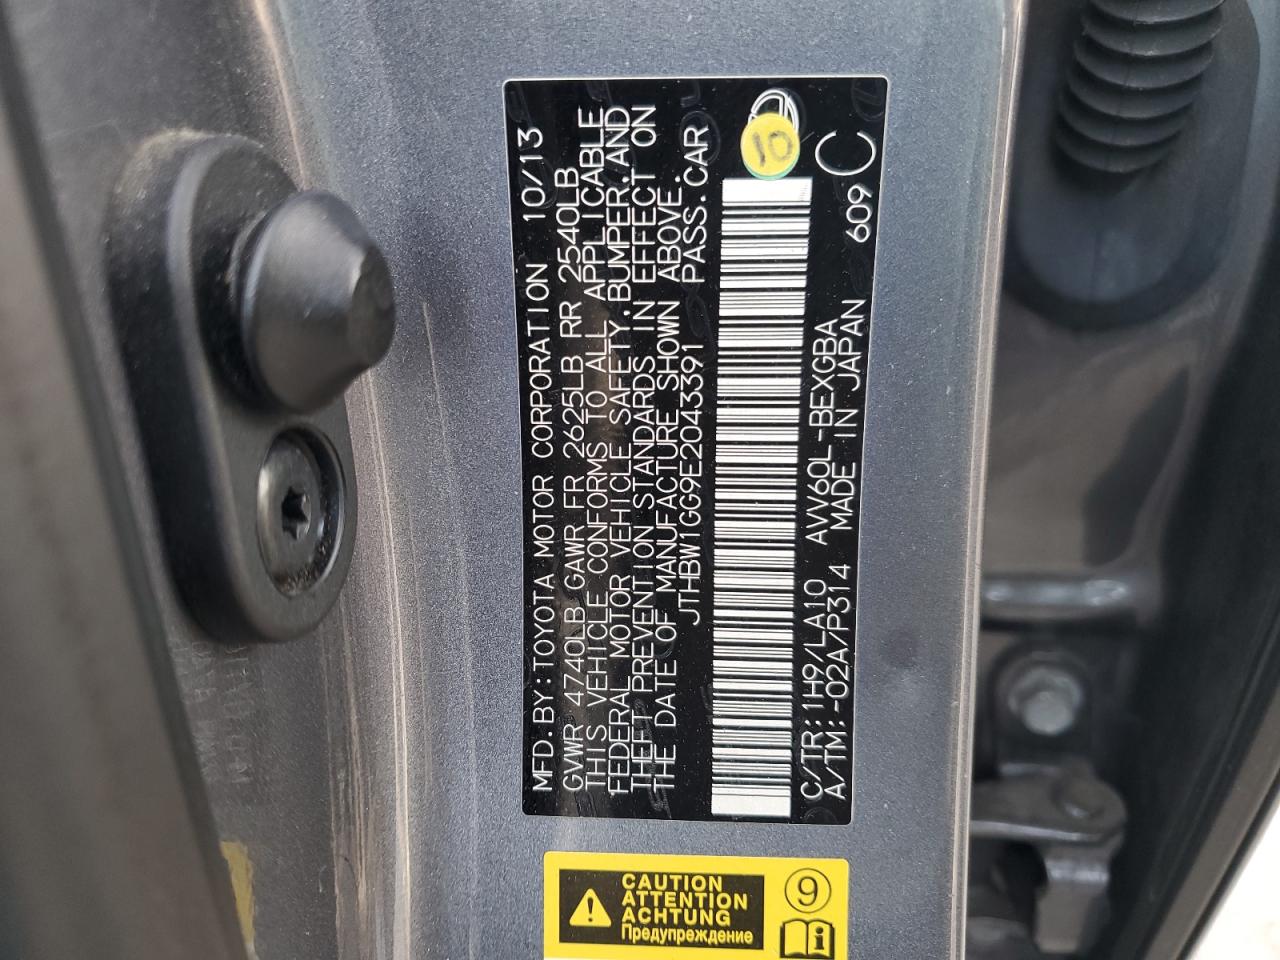 MFD.BY:TOYOTA MOTOR CORPORATION 10/13
GVWR 4740LB GAWR FR 2625LB RR 2540LB
THIS VEHICLE CONFORMS TO ALL APPLICABLE
FEDERAL MOTOR VEHICLE SAFETY,BUMPER,AND
THEFT PREVENTION STANDARDS IN EFFECT ON
THE DATE OF MANUFACTURE SHOWN ABOVE.
JTHBW1GG9E2043391 PASS.CAR
10
C/TR:1H9/LA10 AVV60L-BEXGBA 609 C
A/TM:-02A/P314 MADE IN JAPAN
CAUTION
ATTENTION
ACHTUNG
Предупреждение
9
i